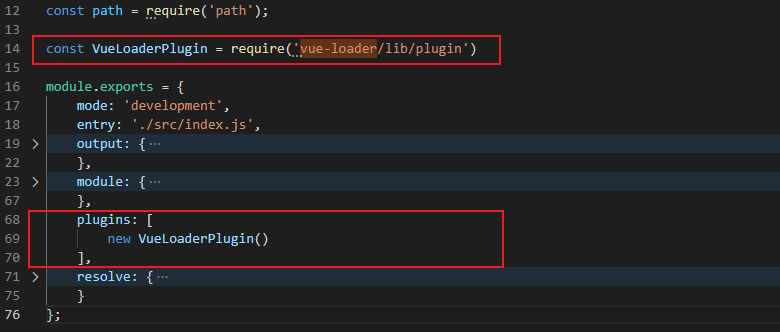 12 const path = require('path');
13
14 const VueLoaderPlugin = require('vue-loader/lib/plugin')
15
16 module.exports = {
17     mode: 'development',
18     entry: './src/index.js',
19 >   output: {···
22     },
23 >   module: {···
67     },
68     plugins: [
69         new VueLoaderPlugin()
70     ],
71 >   resolve: {···
75     }
76 };